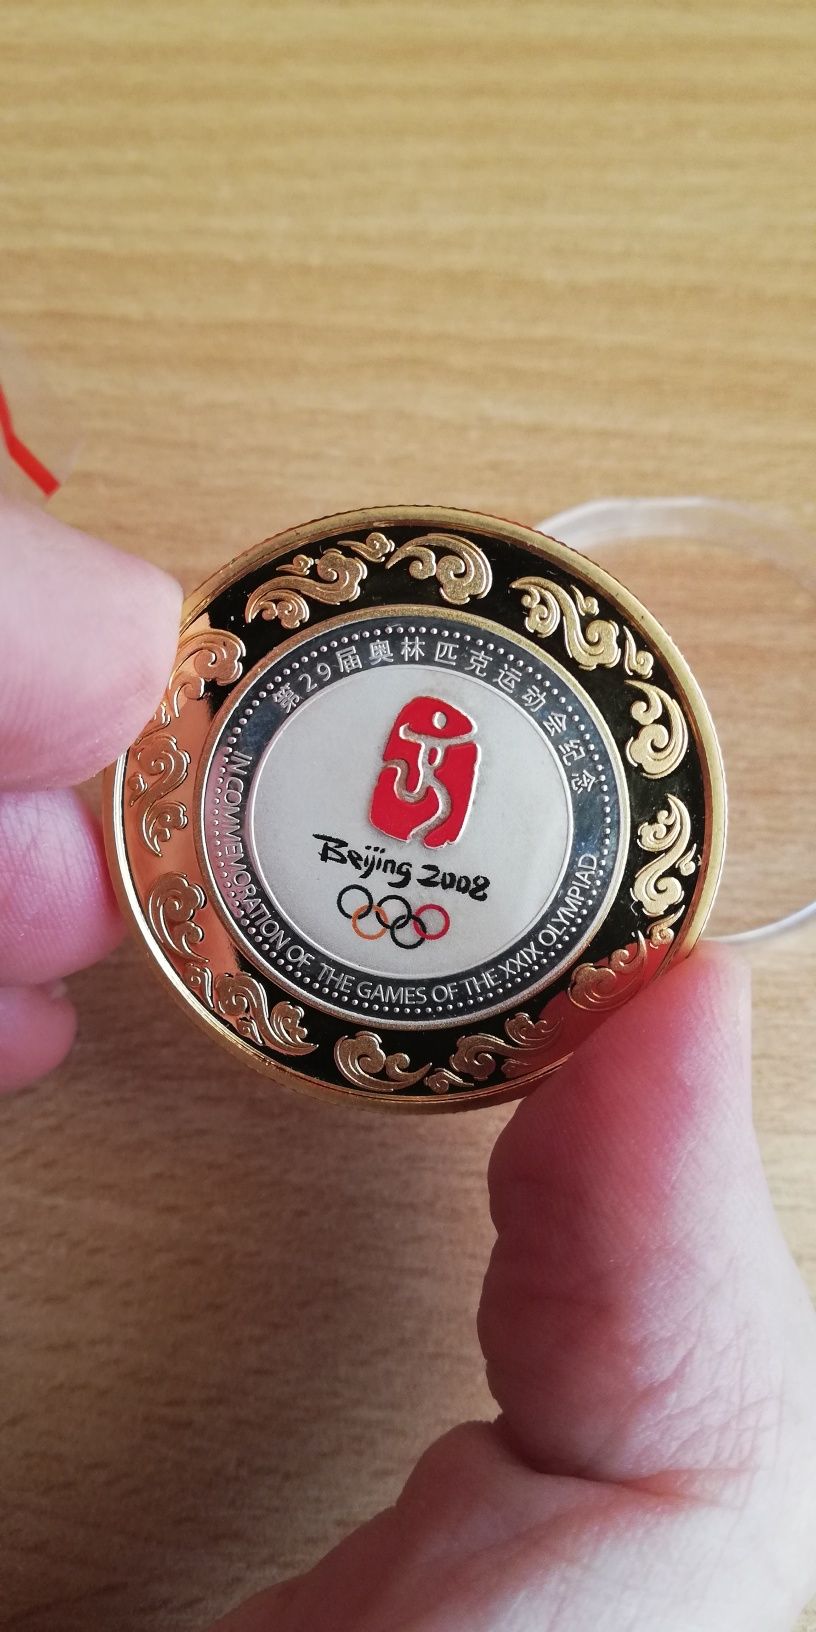 第29届奥林匹克运动会纪念
Beijing 2008
IN COMMEMORATION OF THE GAMES OF THE XXIX OLYMPIAD